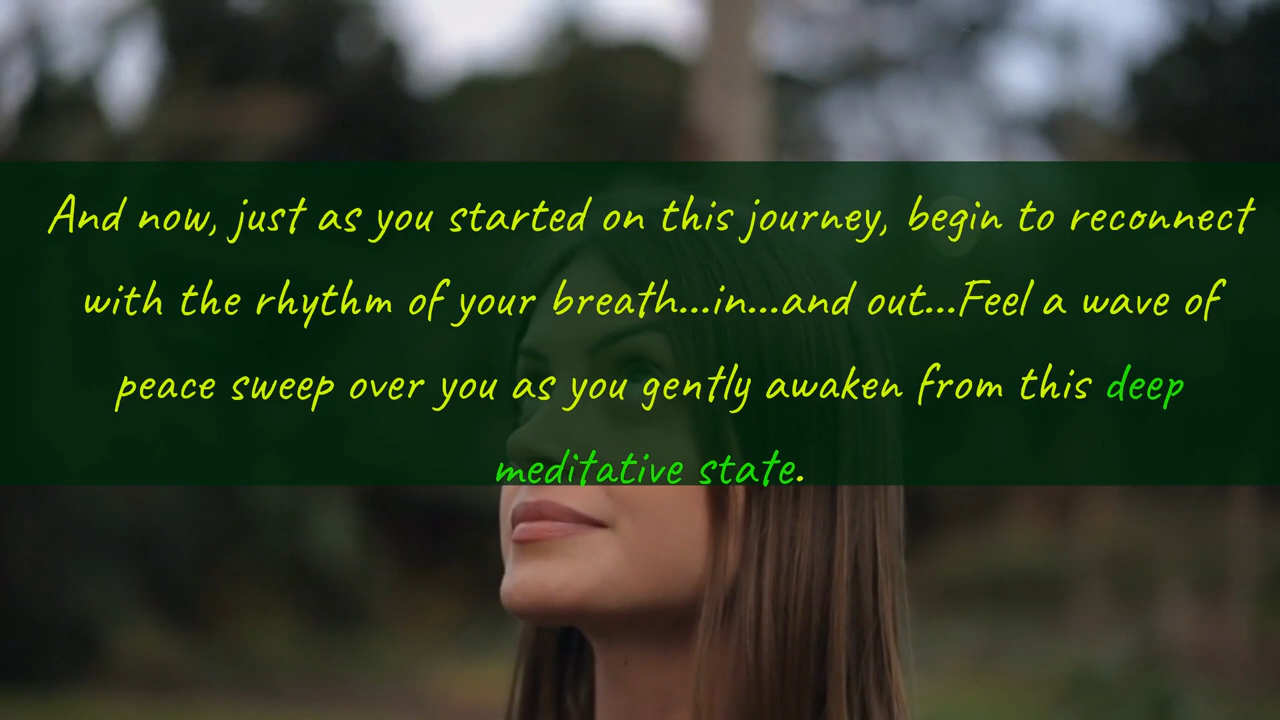 And now, just as you started on this journey, begin to reconnect
with the rhythm of your breath...in...and out...Feel a wave of
peace sweep over you as you gently awaken from this deep
meditative state.